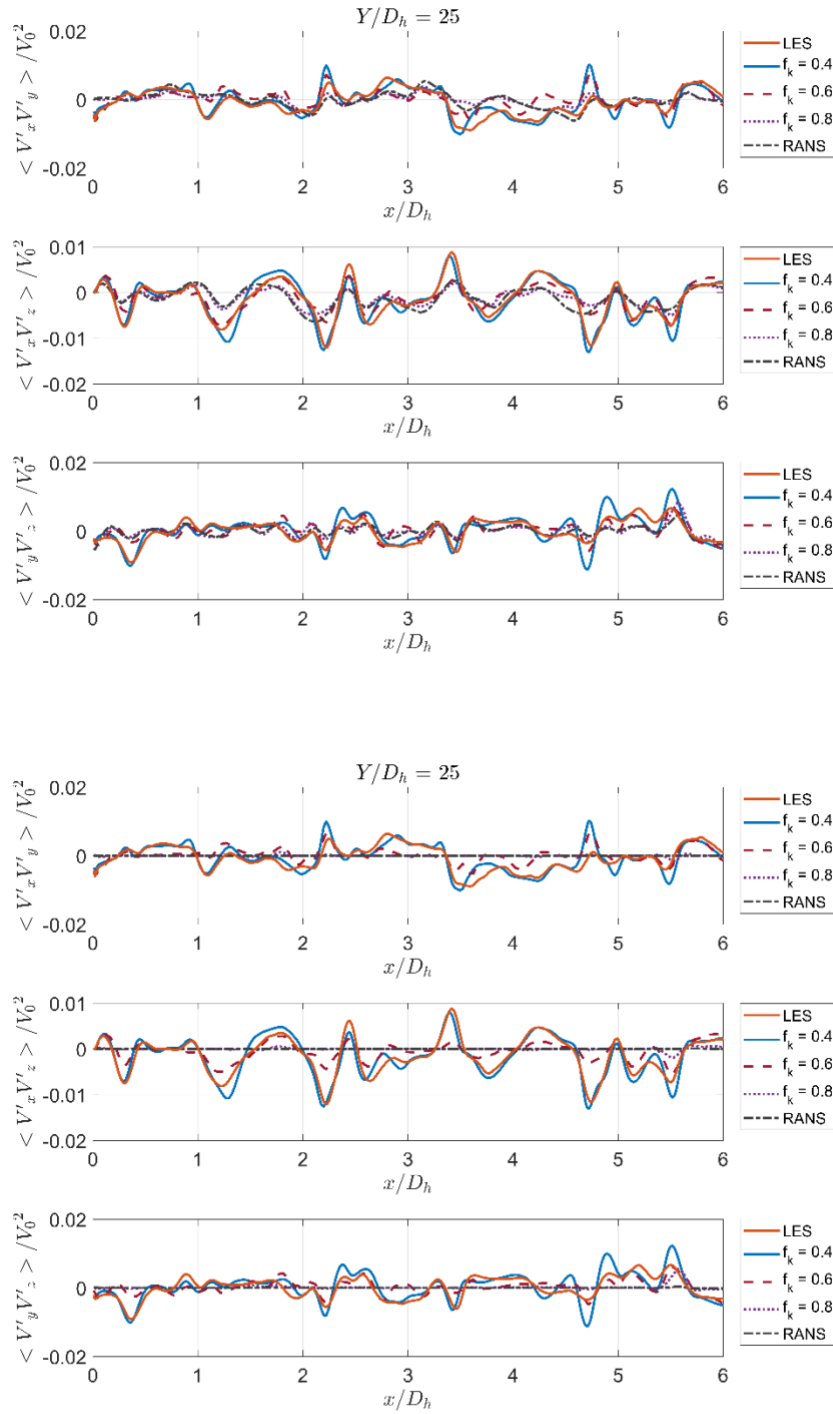 Y/D_h = 25
< V'_x V'_y > /V_0^2
0.02
0
-0.02
0 1 2 3 4 5 6
x/D_h
LES
f_k = 0.4
f_k = 0.6
f_k = 0.8
RANS
< V'_x V'_z > /V_0^2
0.01
0
-0.01
-0.02
0 1 2 3 4 5 6
x/D_h
LES
f_k = 0.4
f_k = 0.6
f_k = 0.8
RANS
< V'_y V'_z > /V_0^2
0.02
0
-0.02
0 1 2 3 4 5 6
x/D_h
LES
f_k = 0.4
f_k = 0.6
f_k = 0.8
RANS
Y/D_h = 25
< V'_x V'_y > /V_0^2
0.02
0
-0.02
0 1 2 3 4 5 6
x/D_h
LES
f_k = 0.4
f_k = 0.6
f_k = 0.8
RANS
< V'_x V'_z > /V_0^2
0.01
0
-0.01
-0.02
0 1 2 3 4 5 6
x/D_h
LES
f_k = 0.4
f_k = 0.6
f_k = 0.8
RANS
< V'_y V'_z > /V_0^2
0.02
0
-0.02
0 1 2 3 4 5 6
x/D_h
LES
f_k = 0.4
f_k = 0.6
f_k = 0.8
RANS